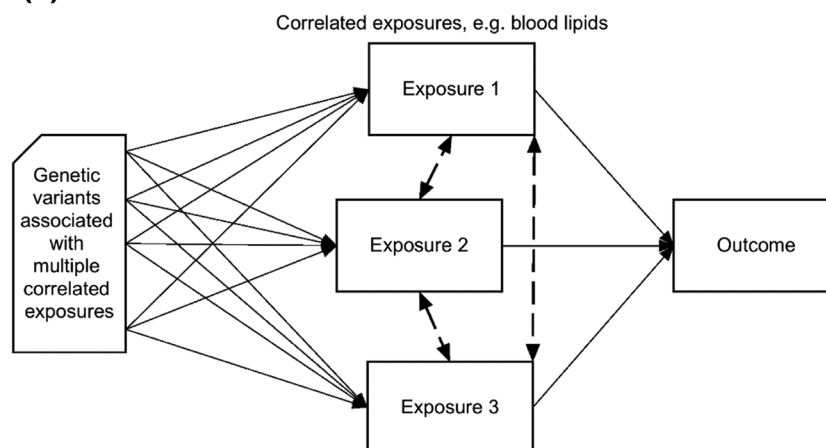 Correlated exposures, e.g. blood lipids
Exposure 1
Genetic
variants
associated
with
multiple
correlated
exposures
Exposure 2
Outcome
Exposure 3